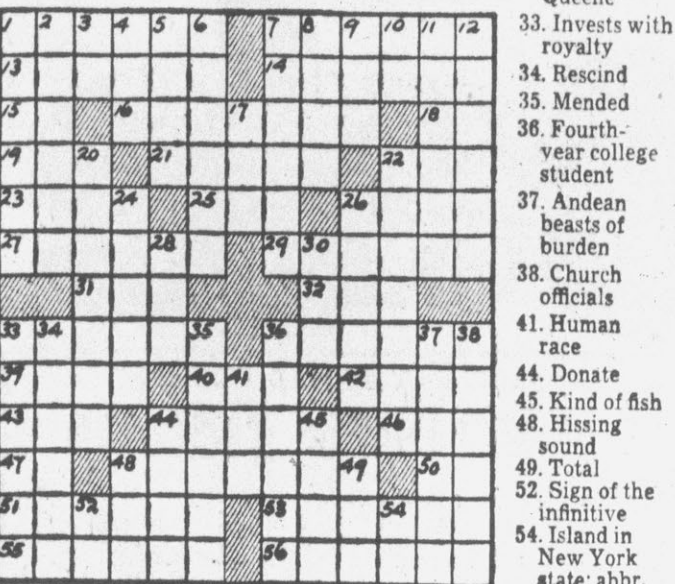 1 2 3 4 5 6 7 8 9 10 11 12
13 14
15 16 17 18
19 20 21 22
23 24 25 26
27 28 29 30
31 32
33 34 35 36 37 38
39 40 41 42
43 44 45 46
47 48 49 50
51 52 53 54
55 56
Queene
33. Invests with
royalty
34. Rescind
35. Mended
36. Fourth-
year college
student
37. Andean
beasts of
burden
38. Church
officials
41. Human
race
44. Donate
45. Kind of fish
48. Hissing
sound
49. Total
52. Sign of the
infinitive
54. Island in
New York
state: abbr.